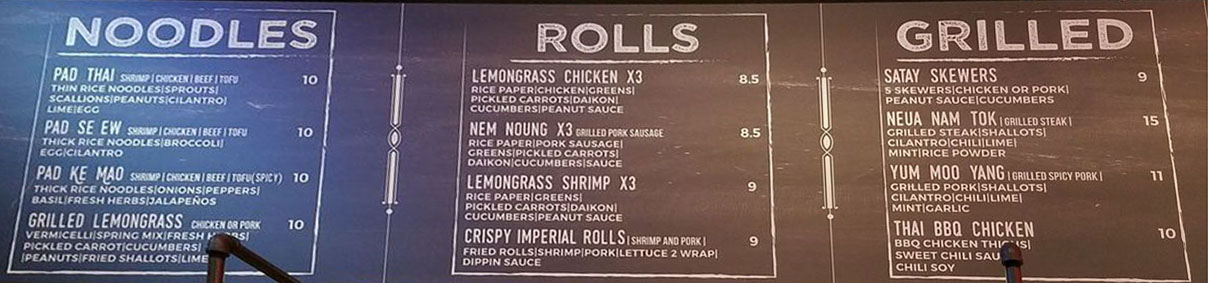 NOODLES
PAD THAI SHRIMP | CHICKEN | BEEF | TOFU 10
THIN RICE NOODLES|SPROUTS|
SCALLIONS|PEANUTS|CILANTRO|
LIME|EGG
PAD SE EW SHRIMP | CHICKEN | BEEF | TOFU 10
THICK RICE NOODLES|BROCCOLI|
EGG|CILANTRO
PAD KE MAO SHRIMP | CHICKEN | BEEF | TOFU(SPICY) 10
THICK RICE NOODLES|ONIONS|PEPPERS|
BASIL|FRESH HERBS|JALAPEÑOS
GRILLED LEMONGRASS CHICKEN OR PORK 10
VERMICELLI|SPRING MIX|FRESH
PICKLED CARROT|CUCUMBERS|
|PEANUTS|FRIED SHALLOTS|LIME
ROLLS
LEMONGRASS CHICKEN X3 8.5
RICE PAPER|CHICKEN|GREENS|
PICKLED CARROTS|DAIKON|
CUCUMBERS|PEANUT SAUCE
NEM NOUNG X3 GRILLED PORK SAUSAGE 8.5
RICE PAPER|PORK SAUSAGE|
GREENS|PICKLED CARROTS|
DAIKON|CUCUMBERS|SAUCE
LEMONGRASS SHRIMP X3 9
RICE PAPER|GREENS|
PICKLED CARROTS|DAIKON|
CUCUMBERS|PEANUT SAUCE
CRISPY IMPERIAL ROLLS | SHRIMP AND PORK | 9
FRIED ROLLS|SHRIMP|PORK|LETTUCE 2 WRAP|
DIPPIN SAUCE
GRILLED
SATAY SKEWERS 9
5 SKEWERS|CHICKEN OR PORK|
PEANUT SAUCE|CUCUMBERS
NEUA NAM TOK | GRILLED STEAK | 15
GRILLED STEAK|SHALLOTS|
CILANTRO|CHILI|LIME|
MINT|RICE POWDER
YUM MOO YANG | GRILLED SPICY PORK | 11
GRILLED PORK|SHALLOTS|
CILANTRO|CHILI|LIME|
MINT|GARLIC
THAI BBQ CHICKEN 10
BBQ CHICKEN
SWEET CHILI
CHILI SOY